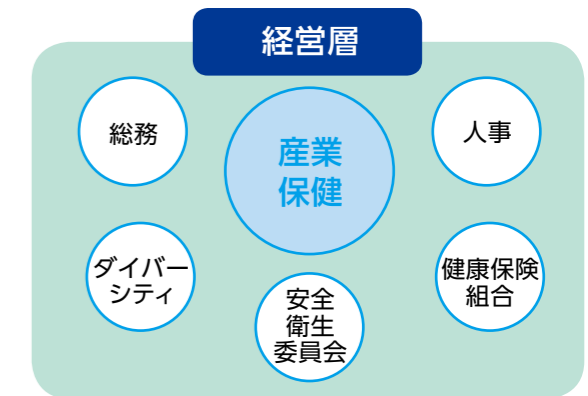 経営層
総務
産業
保健
人事
ダイバー
シティ
安全
衛生
委員会
健康保険
組合